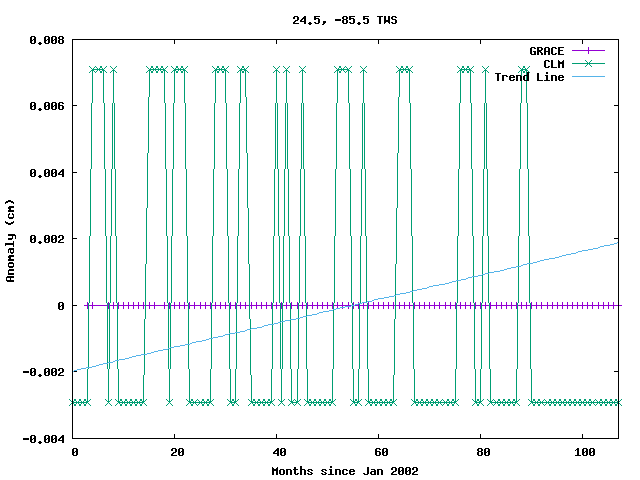 24.5, -85.5 TWS
GRACE
CLM
Trend Line
0.008
0.006
0.004
0.002
0
-0.002
-0.004
Anomaly (cm)
0 20 40 60 80 100
Months since Jan 2002